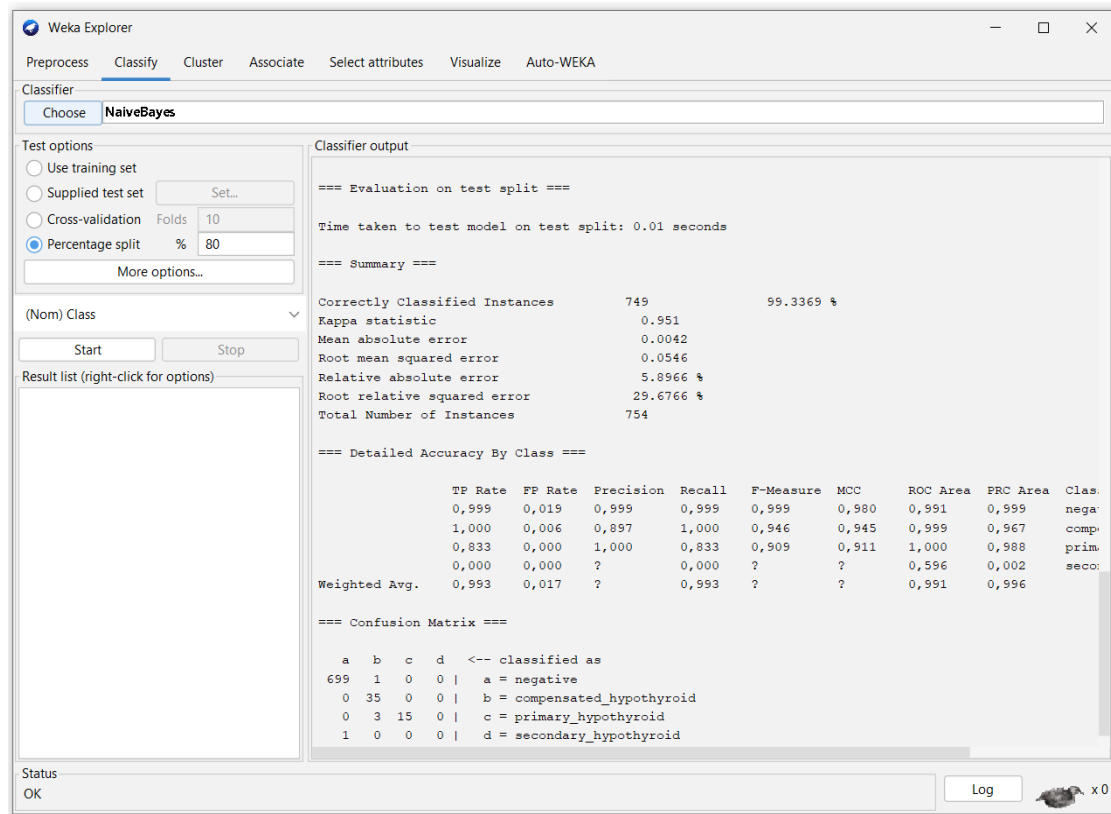 Weka Explorer
Preprocess Classify Cluster Associate Select attributes Visualize Auto-WEKA
Classifier
Choose NaiveBayes
Test options
Use training set
Supplied test set Set...
Cross-validation Folds 10
Percentage split % 80
More options...
(Nom) Class
Start Stop
Result list (right-click for options)
Classifier output
=== Evaluation on test split ===
Time taken to test model on test split: 0.01 seconds
=== Summary ===
Correctly Classified Instances 749 99.3369 %
Kappa statistic 0.951
Mean absolute error 0.0042
Root mean squared error 0.0546
Relative absolute error 5.8966 %
Root relative squared error 29.6766 %
Total Number of Instances 754
=== Detailed Accuracy By Class ===
TP Rate FP Rate Precision Recall F-Measure MCC ROC Area PRC Area Clas
0,999 0,019 0,999 0,999 0,999 0,980 0,991 0,999 nega
1,000 0,006 0,897 1,000 0,946 0,945 0,999 0,967 comp
0,833 0,000 1,000 0,833 0,909 0,911 1,000 0,988 prim
0,000 0,000 ? 0,000 ? ? 0,596 0,002 seco
Weighted Avg. 0,993 0,017 ? 0,993 ? ? 0,991 0,996
=== Confusion Matrix ===
a b c d <-- classified as
699 1 0 0 | a = negative
0 35 0 0 | b = compensated_hypothyroid
0 3 15 0 | c = primary_hypothyroid
1 0 0 0 | d = secondary_hypothyroid
Status
OK
Log
x 0